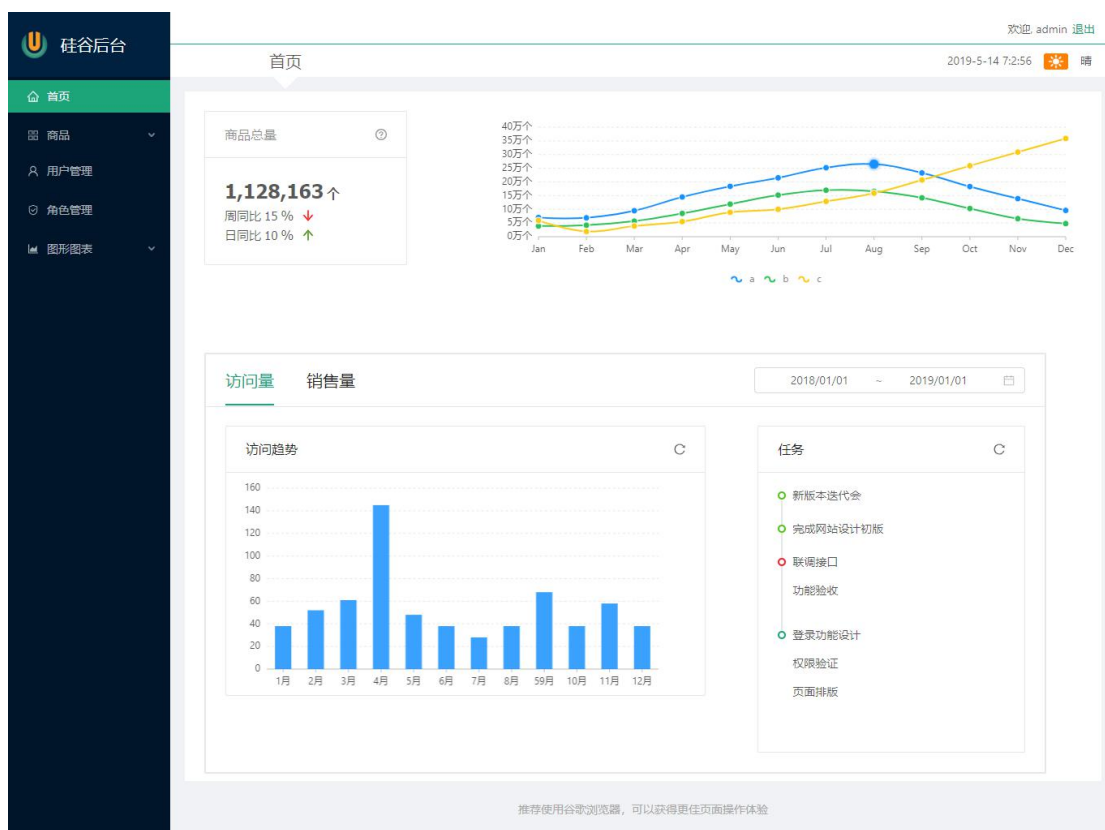 硅谷后台
欢迎, admin 退出
首页
2019-5-14 7:2:56 晴
首页
商品
用户管理
角色管理
图形图表
商品总量
1,128,163个
周同比 15 %
日同比 10 %
40万个
35万个
30万个
25万个
20万个
15万个
10万个
5万个
0万个
Jan Feb Mar Apr May Jun Jul Aug Sep Oct Nov Dec
a b c
访问量 销售量
2018/01/01 ~ 2019/01/01
访问趋势
160
140
120
100
80
60
40
20
0
1月 2月 3月 4月 5月 6月 7月 8月 59月 10月 11月 12月
任务
新版本迭代会
完成网站设计初版
联调接口
功能验收
登录功能设计
权限验证
页面排版
推荐使用谷歌浏览器，可以获得更佳页面操作体验